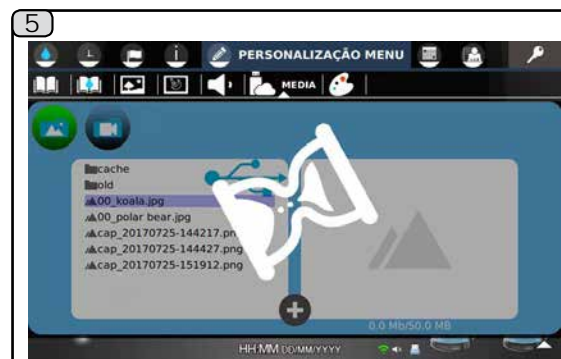 5
PERSONALIZAÇÃO MENU
MEDIA
cache
old
00_koala.jpg
00_polar bear.jpg
cap_20170725-144217.pn
cap_20170725-144427.png
cap_20170725-151912.png
0.0 Mb/50.0 MB
HH:MM DD/MM/YYYY